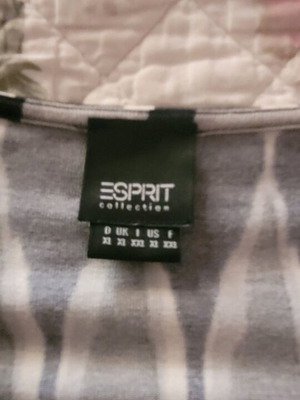 ESPRIT
collection
D UK I US F
XL XL XXL XL XXL